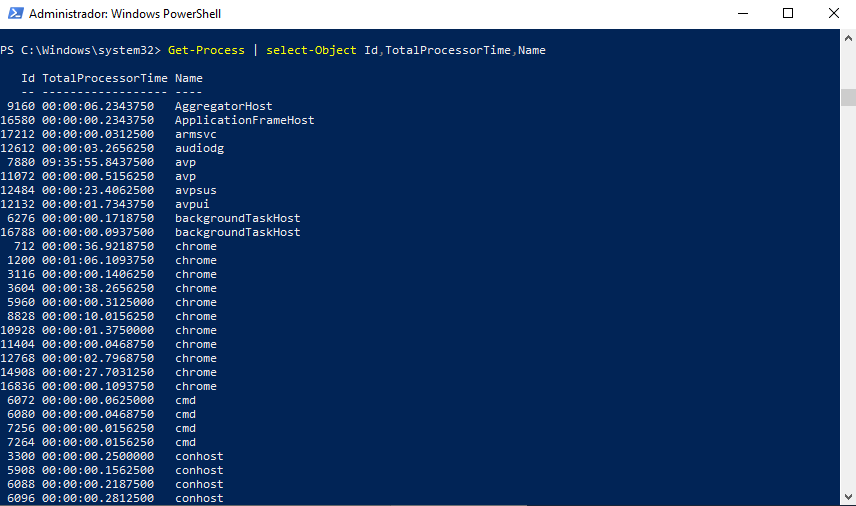 Administrador: Windows PowerShell
PS C:\Windows\system32> Get-Process | select-Object Id,TotalProcessorTime,Name
Id TotalProcessorTime Name
-- ------------------ ----
9160 00:00:06.2343750 AggregatorHost
16580 00:00:00.2343750 ApplicationFrameHost
17212 00:00:00.0312500 armsvc
12612 00:00:03.2656250 audiodg
7880 09:35:55.8437500 avp
11072 00:00:00.5156250 avp
12484 00:00:23.4062500 avpsus
12132 00:00:01.7343750 avpui
6276 00:00:00.1718750 backgroundTaskHost
16788 00:00:00.0937500 backgroundTaskHost
712 00:00:36.9218750 chrome
1200 00:01:06.1093750 chrome
3116 00:00:00.1406250 chrome
3604 00:00:38.2656250 chrome
5960 00:00:00.3125000 chrome
8828 00:00:10.0156250 chrome
10928 00:00:01.3750000 chrome
11404 00:00:00.0468750 chrome
12768 00:00:02.7968750 chrome
14908 00:00:27.7031250 chrome
16836 00:00:00.1093750 chrome
6072 00:00:00.0625000 cmd
6080 00:00:00.0468750 cmd
7256 00:00:00.0156250 cmd
7264 00:00:00.0156250 cmd
3300 00:00:00.2500000 conhost
5908 00:00:00.1562500 conhost
6088 00:00:00.2187500 conhost
6096 00:00:00.2812500 conhost